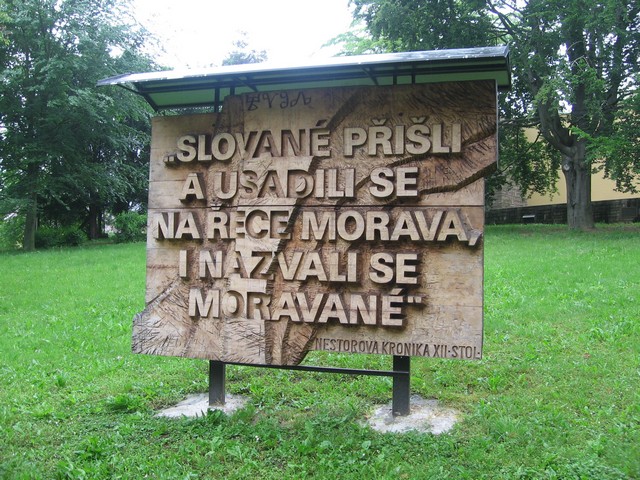 „SLOVANÉ PŘIŠLI
A USADILI SE
NA ŘECE MORAVA,
I NAZVALI SE
MORAVANÉ“
NESTOROVA KRONIKA XII·STOL·